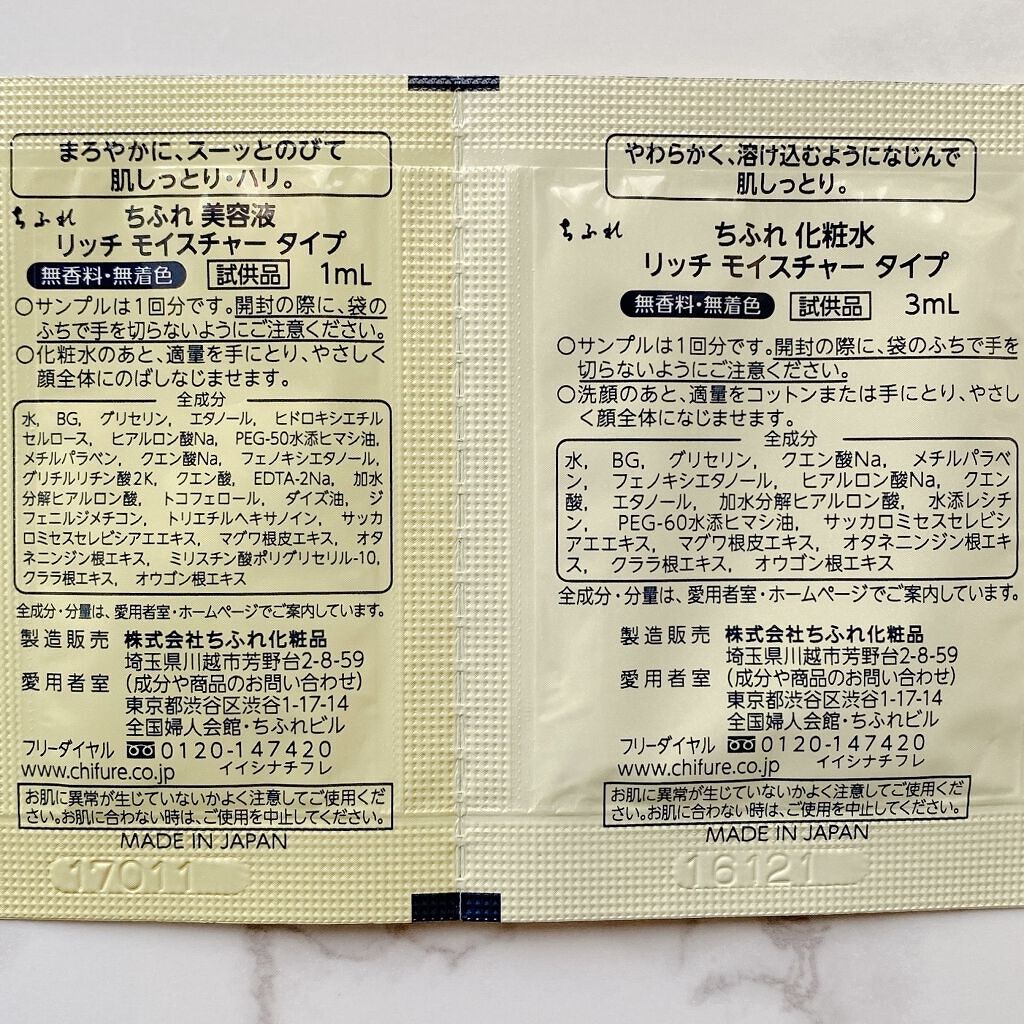 まろやかに、スーッとのびて
肌しっとり・ハリ。
ちふれ
ちふれ 美容液
リッチ モイスチャー タイプ
無香料・無着色 試供品 1mL
○サンプルは1回分です。開封の際に、袋の
ふちで手を切らないようにご注意ください。
○化粧水のあと、適量を手にとり、やさしく
顔全体にのばしなじませます。
全成分
水, BG, グリセリン, エタノール, ヒドロキシエチル
セルロース, ヒアルロン酸Na, PEG-50水添ヒマシ油,
メチルパラベン, クエン酸Na, フェノキシエタノール,
グリチルリチン酸2K, クエン酸, EDTA-2Na, 加水
分解ヒアルロン酸, トコフェロール, ダイズ油, ジ
フェニルジメチコン, トリエチルヘキサノイン, サッカ
ロミセスセレビシアエエキス, マグワ根皮エキス, オタ
ネニンジン根エキス, ミリスチン酸ポリグリセリル-10,
クララ根エキス, オウゴン根エキス
全成分・分量は、愛用者室・ホームページでご案内しています。
製造販売 株式会社ちふれ化粧品
埼玉県川越市芳野台2-8-59
愛用者室 (成分や商品のお問い合わせ)
東京都渋谷区渋谷1-17-14
全国婦人会館・ちふれビル
フリーダイヤル 0120-147420
www.chifure.co.jp イイシナチフレ
お肌に異常が生じていないかよく注意してご使用くだ
さい。お肌に合わない時は、ご使用を中止してください。
MADE IN JAPAN
17011
やわらかく、溶け込むようになじんで
肌しっとり。
ちふれ
ちふれ 化粧水
リッチ モイスチャー タイプ
無香料・無着色 試供品 3mL
○サンプルは1回分です。開封の際に、袋のふちで手を
切らないようにご注意ください。
○洗顔のあと、適量をコットンまたは手にとり、やさし
く顔全体になじませます。
全成分
水, BG, グリセリン, クエン酸Na, メチルパラベ
ン, フェノキシエタノール, ヒアルロン酸Na, クエン
酸, エタノール, 加水分解ヒアルロン酸, 水添レシチ
ン, PEG-60水添ヒマシ油, サッカロミセスセレビシ
アエエキス, マグワ根皮エキス, オタネニンジン根エキ
ス, クララ根エキス, オウゴン根エキス
全成分・分量は、愛用者室・ホームページでご案内しています。
製造販売 株式会社ちふれ化粧品
埼玉県川越市芳野台2-8-59
愛用者室 (成分や商品のお問い合わせ)
東京都渋谷区渋谷1-17-14
全国婦人会館・ちふれビル
フリーダイヤル 0120-147420
www.chifure.co.jp イイシナチフレ
お肌に異常が生じていないかよく注意してご使用くだ
さい。お肌に合わない時は、ご使用を中止してください。
MADE IN JAPAN
16121